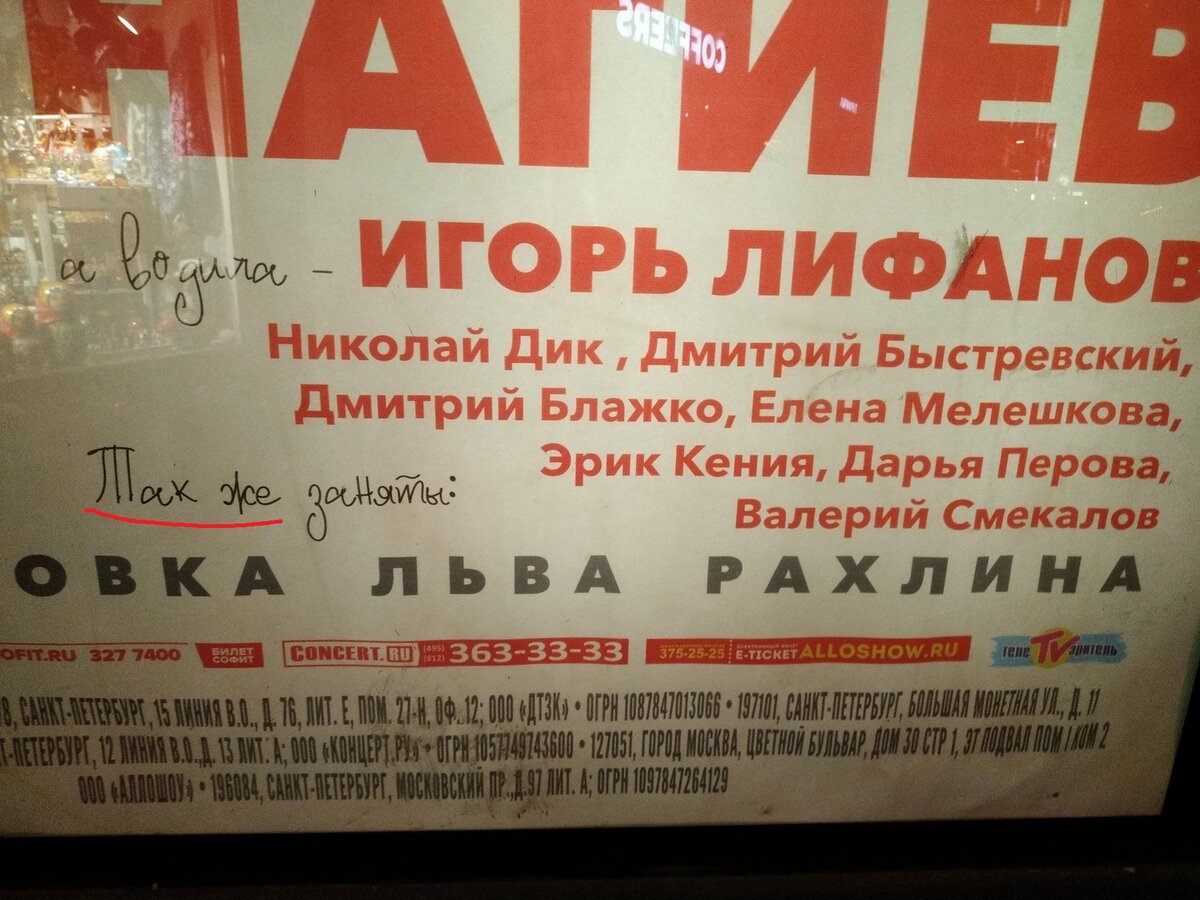 НАГИЕВ
COFFEERS
а водила – ИГОРЬ ЛИФАНОВ
Николай Дик , Дмитрий Быстревский,
Дмитрий Блажко, Елена Мелешкова,
Эрик Кения, Дарья Перова,
Так же заняты:
Валерий Смекалов
ОВКА ЛЬВА РАХЛИНА
OFIT.RU 327 7400 БИЛЕТ СОФИТ CONCERT.RU (495) (812) 363-33-33 375-25-25 ЭЛЕКТРОННЫЙ БИЛЕТ E-TICKET ALLOSHOW.RU ТЕЛЕ TV ЗРИТЕЛЬ
8, САНКТ-ПЕТЕРБУРГ, 15 ЛИНИЯ В.О., Д. 76, ЛИТ. Е, ПОМ. 27-Н, ОФ. 12; ООО «ДТЗК» • ОГРН 1087847013066 • 197101, САНКТ-ПЕТЕРБУРГ, БОЛЬШАЯ МОНЕТНАЯ УЛ., Д. 11
Т-ПЕТЕРБУРГ, 12 ЛИНИЯ В.О.,Д. 13 ЛИТ. А; ООО «КОНЦЕРТ.РУ» • ОГРН 1057749743600 • 127051, ГОРОД МОСКВА, ЦВЕТНОЙ БУЛЬВАР, ДОМ 30 СТР 1, ЭТ ПОДВАЛ ПОМ I КОМ 2
ООО «АЛЛОШОУ» • 196084, САНКТ-ПЕТЕРБУРГ, МОСКОВСКИЙ ПР.,Д.97 ЛИТ. А; ОГРН 1097847264129